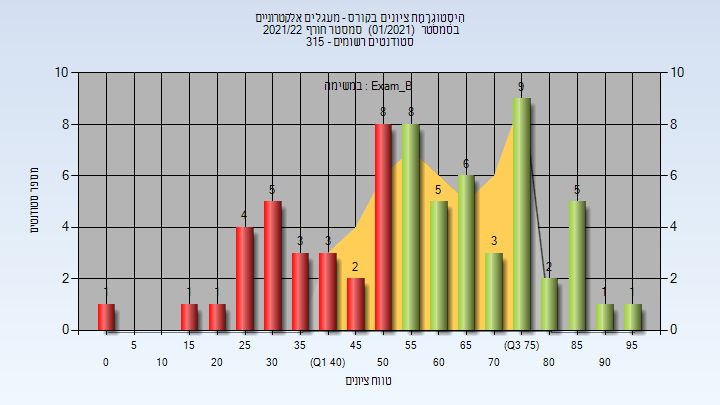 הִיסְטוֹגְרָמַת ציונים בקורס - מעגלים אלקטרוניים
בסמסטר (01/2021) סמסטר חורף 2021/22
סטודנטים רשומים - 315
במשימה : Exam_B
מספר סטודנטים
10 10
8 8
6 6
4 4
2 2
0 0
1 1 1 4 5 3 3 2 8 8 5 6 3 9 2 5 1 1
5 15 25 35 45 55 65 (Q3 75) 85 95
0 10 20 30 (Q1 40) 50 60 70 80 90
טווח ציונים